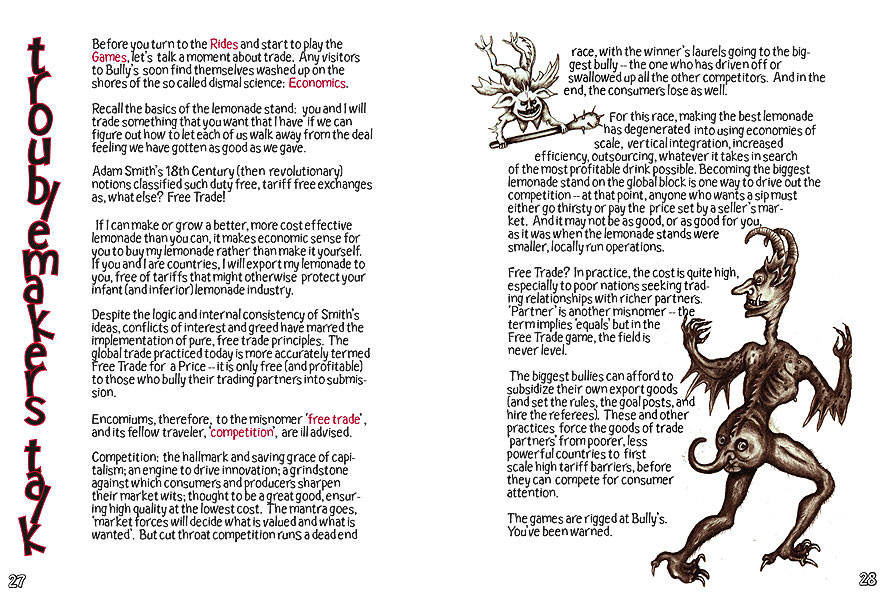 troublemakers talk
Before you turn to the Rides and start to play the
Games, let's talk a moment about trade. Any visitors
to Bully's soon find themselves washed up on the
shores of the so called dismal science: Economics.
Recall the basics of the lemonade stand: you and I will
trade something that you want that I have if we can
figure out how to let each of us walk away from the deal
feeling we have gotten as good as we gave.
Adam Smith's 18th Century (then revolutionary)
notions classified such duty free, tariff free exchanges
as, what else? Free Trade!
If I can make or grow a better, more cost effective
lemonade than you can, it makes economic sense for
you to buy my lemonade rather than make it yourself.
If you and I are countries, I will export my lemonade to
you, free of tariffs that might otherwise protect your
infant (and inferior) lemonade industry.
Despite the logic and internal consistency of Smith's
ideas, conflicts of interest and greed have marred the
implementation of pure, free trade principles. The
global trade practiced today is more accurately termed
Free Trade for a Price -- it is only free (and profitable)
to those who bully their trading partners into submis-
sion.
Encomiums, therefore, to the misnomer 'free trade',
and its fellow traveler, 'competition', are ill advised.
Competition: the hallmark and saving grace of capi-
talism; an engine to drive innovation; a grindstone
against which consumers and producers sharpen
their market wits; thought to be a great good, ensur-
ing high quality at the lowest cost. The mantra goes,
'market forces will decide what is valued and what is
wanted'. But cut throat competition runs a dead end
27
race, with the winner's laurels going to the big-
gest bully -- the one who has driven off or
swallowed up all the other competitors. And in the
end, the consumers lose as well.
For this race, making the best lemonade
has degenerated into using economies of
scale, vertical integration, increased
efficiency, outsourcing, whatever it takes in search
of the most profitable drink possible. Becoming the biggest
lemonade stand on the global block is one way to drive out the
competition -- at that point, anyone who wants a sip must
either go thirsty or pay the price set by a seller's mar-
ket. And it may not be as good, or as good for you,
as it was when the lemonade stands were
smaller, locally run operations.
Free Trade? In practice, the cost is quite high,
especially to poor nations seeking trad-
ing relationships with richer partners.
'Partner' is another misnomer -- the
term implies 'equals' but in the
Free Trade game, the field is
never level.
The biggest bullies can afford to
subsidize their own export goods
(and set the rules, the goal posts, and
hire the referees). These and other
practices force the goods of trade
'partners' from poorer, less
powerful countries to first
scale high tariff barriers, before
they can compete for consumer
attention.
The games are rigged at Bully's.
You've been warned.
28